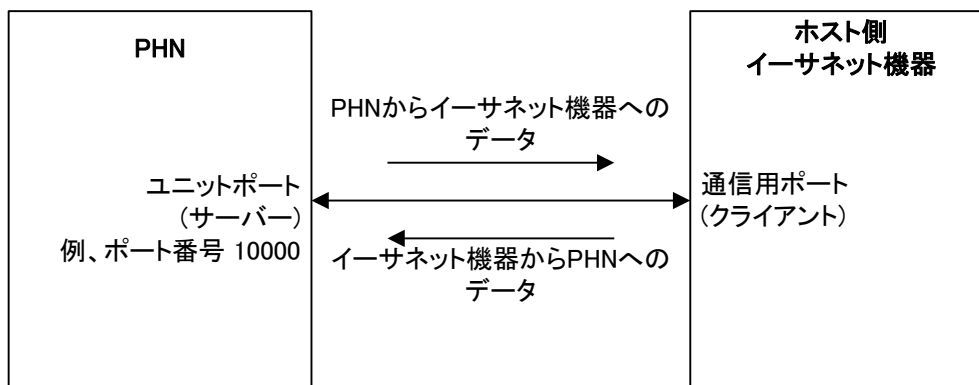 PHN
ホスト側
イーサネット機器
PHNからイーサネット機器への
データ
ユニットポート
(サーバー)
例、ポート番号 10000
通信用ポート
(クライアント)
イーサネット機器からPHNへの
データ